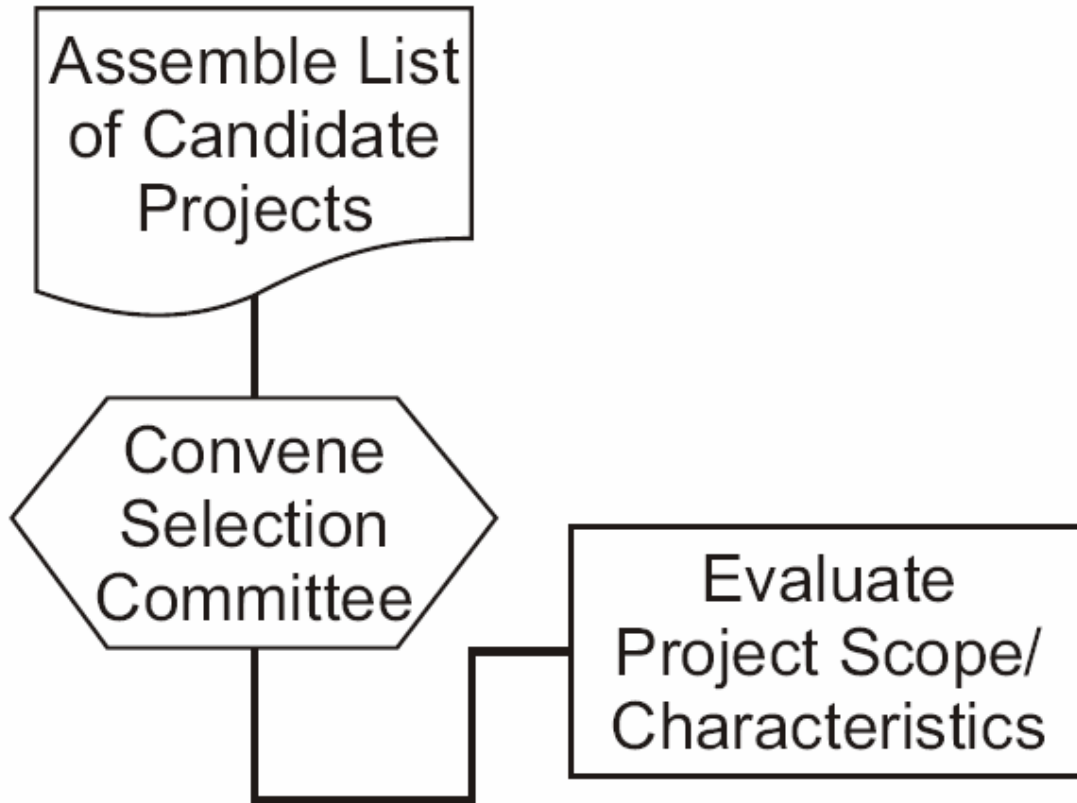 Assemble List
of Candidate
Projects
Convene
Selection
Committee
Evaluate
Project Scope/
Characteristics